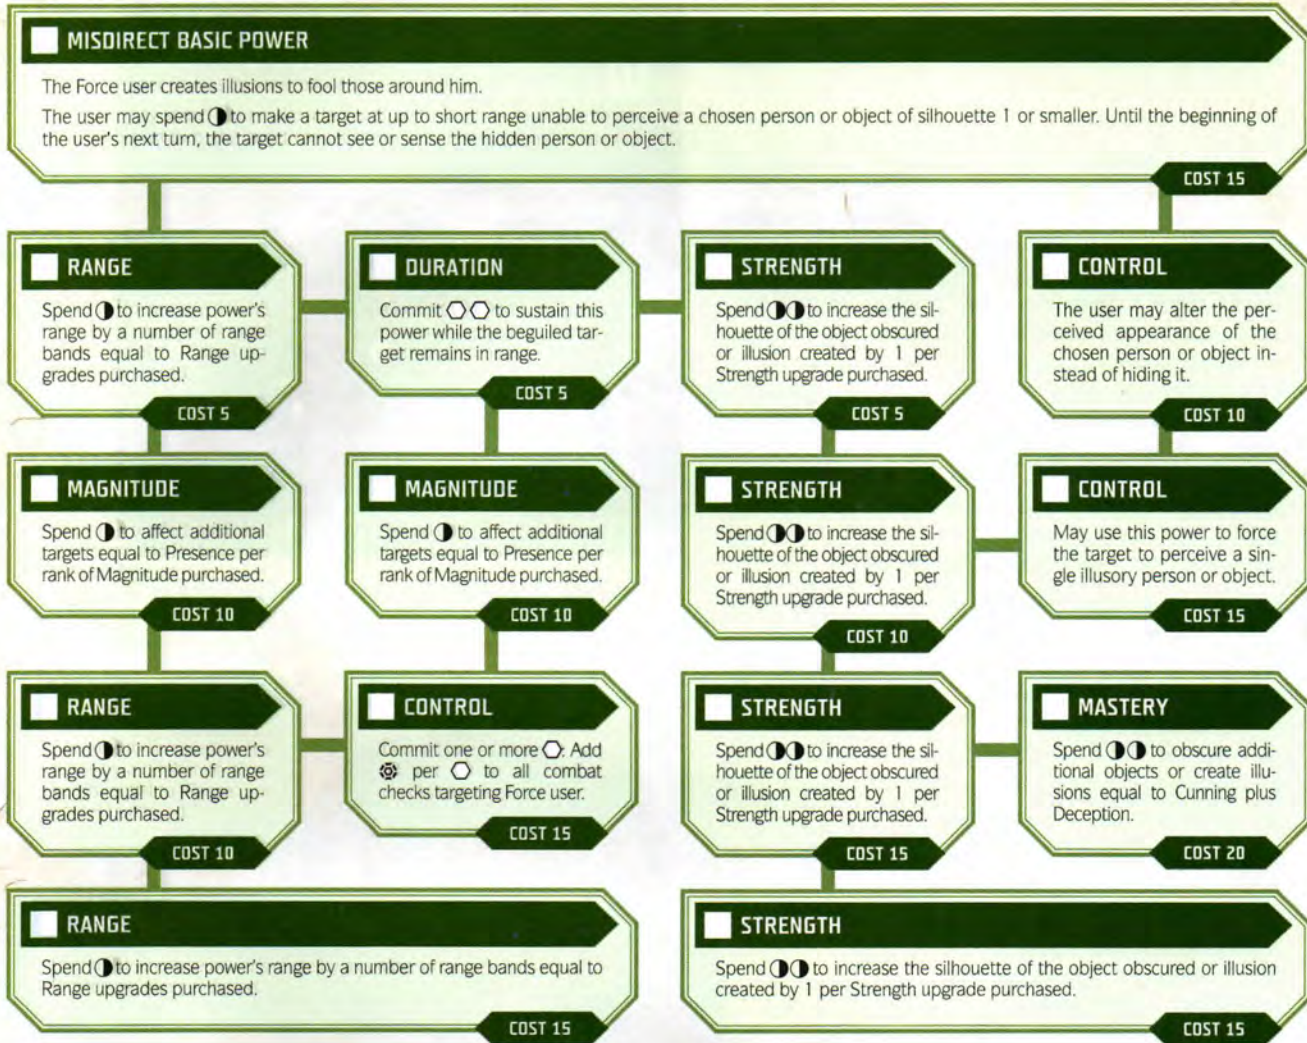 MISDIRECT BASIC POWER
The Force user creates illusions to fool those around him.
The user may spend ◑ to make a target at up to short range unable to perceive a chosen person or object of silhouette 1 or smaller. Until the beginning of
the user's next turn, the target cannot see or sense the hidden person or object.
COST 15
RANGE
Spend ◑ to increase power's
range by a number of range
bands equal to Range up-
grades purchased.
COST 5
DURATION
Commit ⬡⬡ to sustain this
power while the beguiled tar-
get remains in range.
COST 5
STRENGTH
Spend ◑◑ to increase the sil-
houette of the object obscured
or illusion created by 1 per
Strength upgrade purchased.
COST 5
CONTROL
The user may alter the per-
ceived appearance of the
chosen person or object in-
stead of hiding it.
COST 10
MAGNITUDE
Spend ◑ to affect additional
targets equal to Presence per
rank of Magnitude purchased.
COST 10
MAGNITUDE
Spend ◑ to affect additional
targets equal to Presence per
rank of Magnitude purchased.
COST 10
STRENGTH
Spend ◑◑ to increase the sil-
houette of the object obscured
or illusion created by 1 per
Strength upgrade purchased.
COST 10
CONTROL
May use this power to force
the target to perceive a sin-
gle illusory person or object.
COST 15
RANGE
Spend ◑ to increase power's
range by a number of range
bands equal to Range up-
grades purchased.
COST 10
CONTROL
Commit one or more ⬡. Add
per ⬡ to all combat
checks targeting Force user.
COST 15
STRENGTH
Spend ◑◑ to increase the sil-
houette of the object obscured
or illusion created by 1 per
Strength upgrade purchased.
COST 15
MASTERY
Spend ◑◑ to obscure addi-
tional objects or create illu-
sions equal to Cunning plus
Deception.
COST 20
RANGE
Spend ◑ to increase power's range by a number of range bands equal to
Range upgrades purchased.
COST 15
STRENGTH
Spend ◑◑ to increase the silhouette of the object obscured or illusion
created by 1 per Strength upgrade purchased.
COST 15